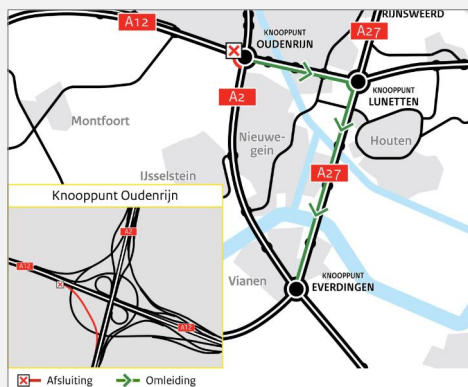 A12
RIJNSWEERD
KNOOPPUNT
OUDENRIJN
A27
A2
KNOOPPUNT
LUNETTEN
Montfoort
Nieuwe-
gein
Houten
IJsselstein
A27
Knooppunt Oudenrijn
A2
A12
A12
Vianen
KNOOPPUNT
EVERDINGEN
Afsluiting
Omleiding